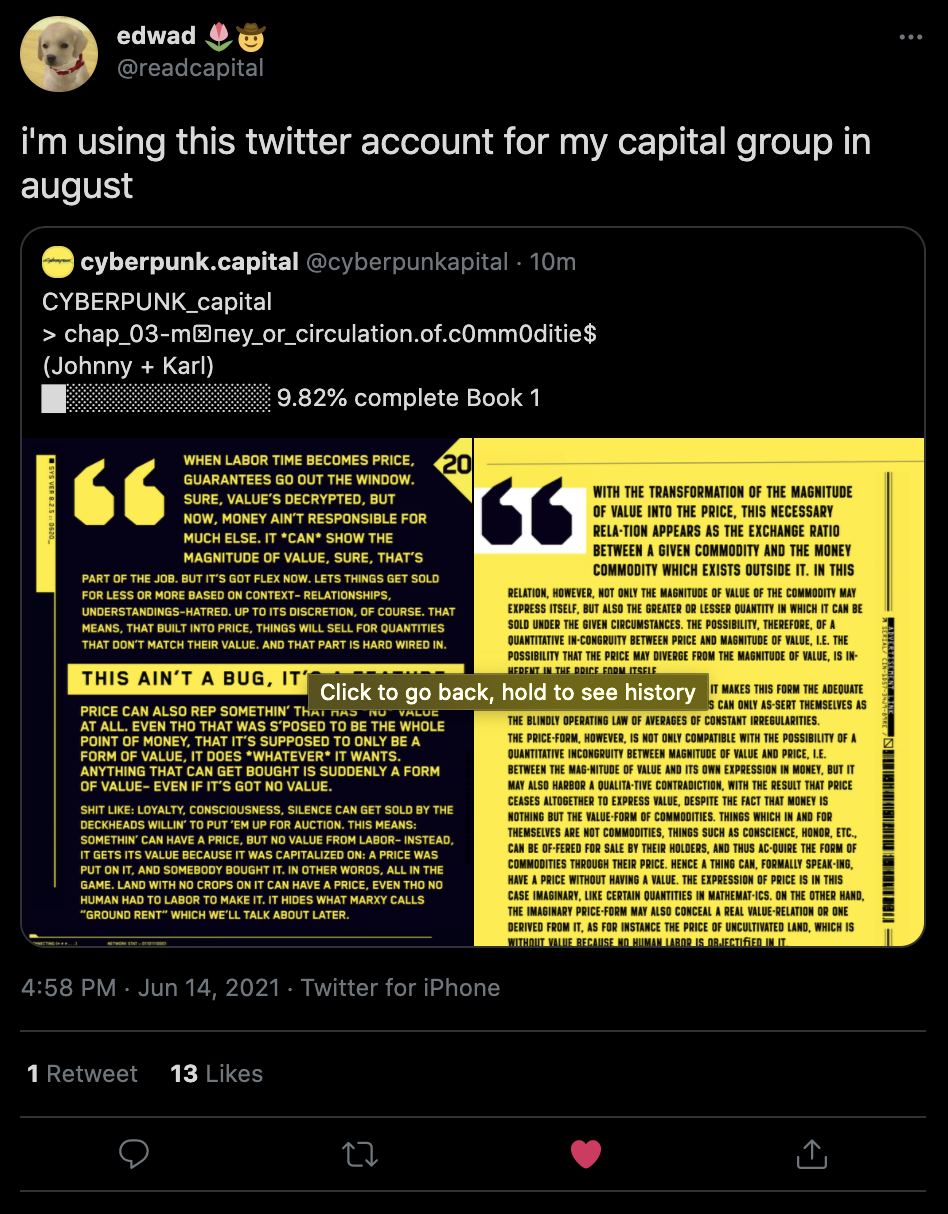 edwad 🌷🤠
@readcapital
i'm using this twitter account for my capital group in
august
cyberpunk.capital @cyberpunkapital · 10m
CYBERPUNK_capital
> chap_03-m⊠пey_or_circulation.of.c0mm0ditie$
(Johnny + Karl)
9.82% complete Book 1
SYS VER 8.2.5 :: 0620_
20
WHEN LABOR TIME BECOMES PRICE,
GUARANTEES GO OUT THE WINDOW.
SURE, VALUE'S DECRYPTED, BUT
NOW, MONEY AIN'T RESPONSIBLE FOR
MUCH ELSE. IT *CAN* SHOW THE
MAGNITUDE OF VALUE, SURE, THAT'S
PART OF THE JOB. BUT IT'S GOT FLEX NOW. LETS THINGS GET SOLD
FOR LESS OR MORE BASED ON CONTEXT– RELATIONSHIPS,
UNDERSTANDINGS–HATRED. UP TO ITS DISCRETION, OF COURSE. THAT
MEANS, THAT BUILT INTO PRICE, THINGS WILL SELL FOR QUANTITIES
THAT DON'T MATCH THEIR VALUE. AND THAT PART IS HARD WIRED IN.
THIS AIN'T A BUG, IT'S A FEATURE
PRICE CAN ALSO REP SOMETHIN' THAT HAS *NO* VALUE
AT ALL. EVEN THO THAT WAS S'POSED TO BE THE WHOLE
POINT OF MONEY, THAT IT'S SUPPOSED TO ONLY BE A
FORM OF VALUE, IT DOES *WHATEVER* IT WANTS.
ANYTHING THAT CAN GET BOUGHT IS SUDDENLY A FORM
OF VALUE– EVEN IF IT'S GOT NO VALUE.
SHIT LIKE: LOYALTY, CONSCIOUSNESS, SILENCE CAN GET SOLD BY THE
DECKHEADS WILLIN' TO PUT 'EM UP FOR AUCTION. THIS MEANS:
SOMETHIN' CAN HAVE A PRICE, BUT NO VALUE FROM LABOR– INSTEAD,
IT GETS ITS VALUE BECAUSE IT WAS CAPITALIZED ON: A PRICE WAS
PUT ON IT, AND SOMEBODY BOUGHT IT. IN OTHER WORDS, ALL IN THE
GAME. LAND WITH NO CROPS ON IT CAN HAVE A PRICE, EVEN THO NO
HUMAN HAD TO LABOR TO MAKE IT. IT HIDES WHAT MARXY CALLS
"GROUND RENT" WHICH WE'LL TALK ABOUT LATER.
WITH THE TRANSFORMATION OF THE MAGNITUDE
OF VALUE INTO THE PRICE, THIS NECESSARY
RELA-TION APPEARS AS THE EXCHANGE RATIO
BETWEEN A GIVEN COMMODITY AND THE MONEY
COMMODITY WHICH EXISTS OUTSIDE IT. IN THIS
RELATION, HOWEVER, NOT ONLY THE MAGNITUDE OF VALUE OF THE COMMODITY MAY
EXPRESS ITSELF, BUT ALSO THE GREATER OR LESSER QUANTITY IN WHICH IT CAN BE
SOLD UNDER THE GIVEN CIRCUMSTANCES. THE POSSIBILITY, THEREFORE, OF A
QUANTITATIVE IN-CONGRUITY BETWEEN PRICE AND MAGNITUDE OF VALUE, I.E. THE
POSSIBILITY THAT THE PRICE MAY DIVERGE FROM THE MAGNITUDE OF VALUE, IS IN-
HERENT IN THE PRICE FORM ITSELF
IT MAKES THIS FORM THE ADEQUATE
S CAN ONLY AS-SERT THEMSELVES AS
THE BLINDLY OPERATING LAW OF AVERAGES OF CONSTANT IRREGULARITIES.
THE PRICE-FORM, HOWEVER, IS NOT ONLY COMPATIBLE WITH THE POSSIBILITY OF A
QUANTITATIVE INCONGRUITY BETWEEN MAGNITUDE OF VALUE AND PRICE, I.E.
BETWEEN THE MAG-NITUDE OF VALUE AND ITS OWN EXPRESSION IN MONEY, BUT IT
MAY ALSO HARBOR A QUALITA-TIVE CONTRADICTION, WITH THE RESULT THAT PRICE
CEASES ALTOGETHER TO EXPRESS VALUE, DESPITE THE FACT THAT MONEY IS
NOTHING BUT THE VALUE-FORM OF COMMODITIES. THINGS WHICH IN AND FOR
THEMSELVES ARE NOT COMMODITIES, THINGS SUCH AS CONSCIENCE, HONOR, ETC.,
CAN BE OF-FERED FOR SALE BY THEIR HOLDERS, AND THUS AC-QUIRE THE FORM OF
COMMODITIES THROUGH THEIR PRICE. HENCE A THING CAN, FORMALLY SPEAK-ING,
HAVE A PRICE WITHOUT HAVING A VALUE. THE EXPRESSION OF PRICE IS IN THIS
CASE IMAGINARY, LIKE CERTAIN QUANTITIES IN MATHEMAT-ICS. ON THE OTHER HAND,
THE IMAGINARY PRICE-FORM MAY ALSO CONCEAL A REAL VALUE-RELATION OR ONE
DERIVED FROM IT, AS FOR INSTANCE THE PRICE OF UNCULTIVATED LAND, WHICH IS
WITHOUT VALUE BECAUSE NO HUMAN LABOR IS OBJECTIfiED IN IT
Click to go back, hold to see history
4:58 PM · Jun 14, 2021 · Twitter for iPhone
1 Retweet 13 Likes